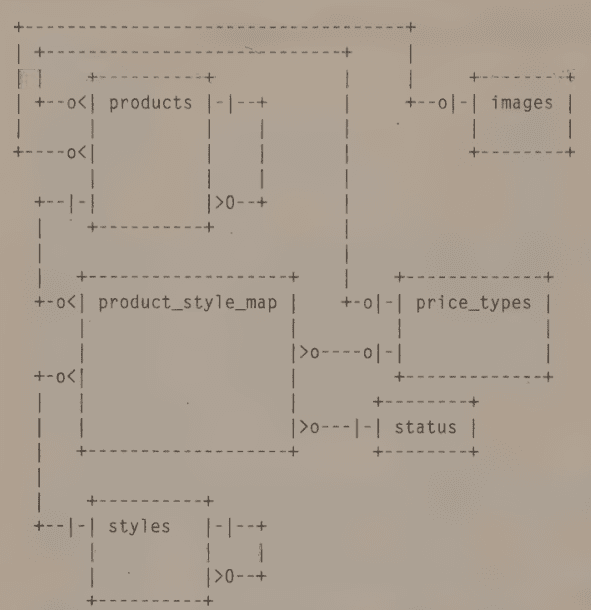 products
images
product_style_map
price_types
status
styles